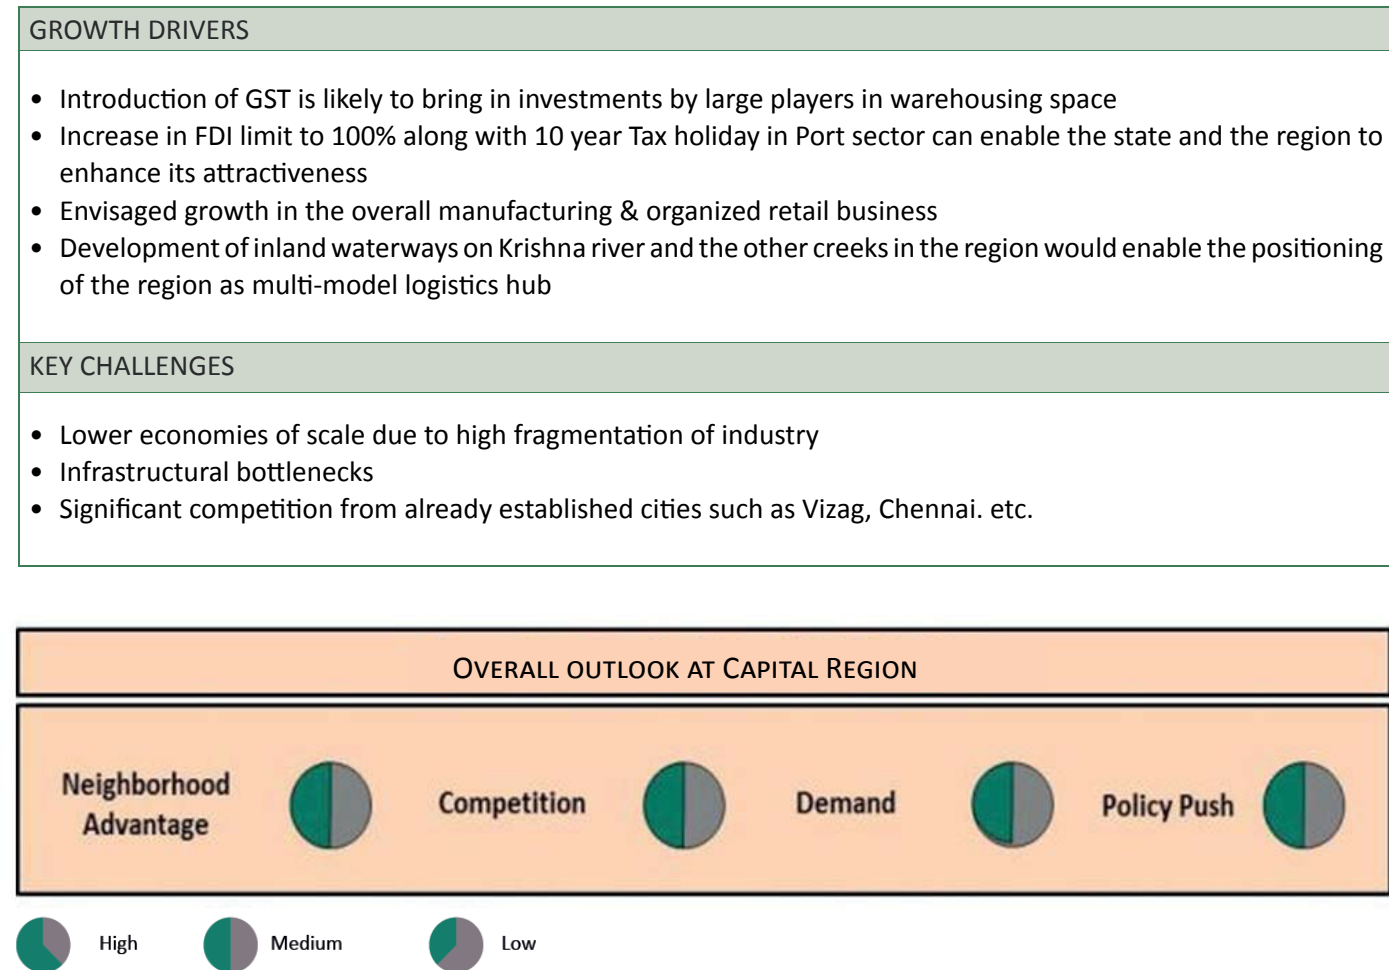 GROWTH DRIVERS
• Introduction of GST is likely to bring in investments by large players in warehousing space
• Increase in FDI limit to 100% along with 10 year Tax holiday in Port sector can enable the state and the region to
enhance its attractiveness
• Envisaged growth in the overall manufacturing & organized retail business
• Development of inland waterways on Krishna river and the other creeks in the region would enable the positioning
of the region as multi-model logistics hub
KEY CHALLENGES
• Lower economies of scale due to high fragmentation of industry
• Infrastructural bottlenecks
• Significant competition from already established cities such as Vizag, Chennai. etc.
OVERALL OUTLOOK AT CAPITAL REGION
Neighborhood
Advantage
Competition
Demand
Policy Push
High
Medium
Low